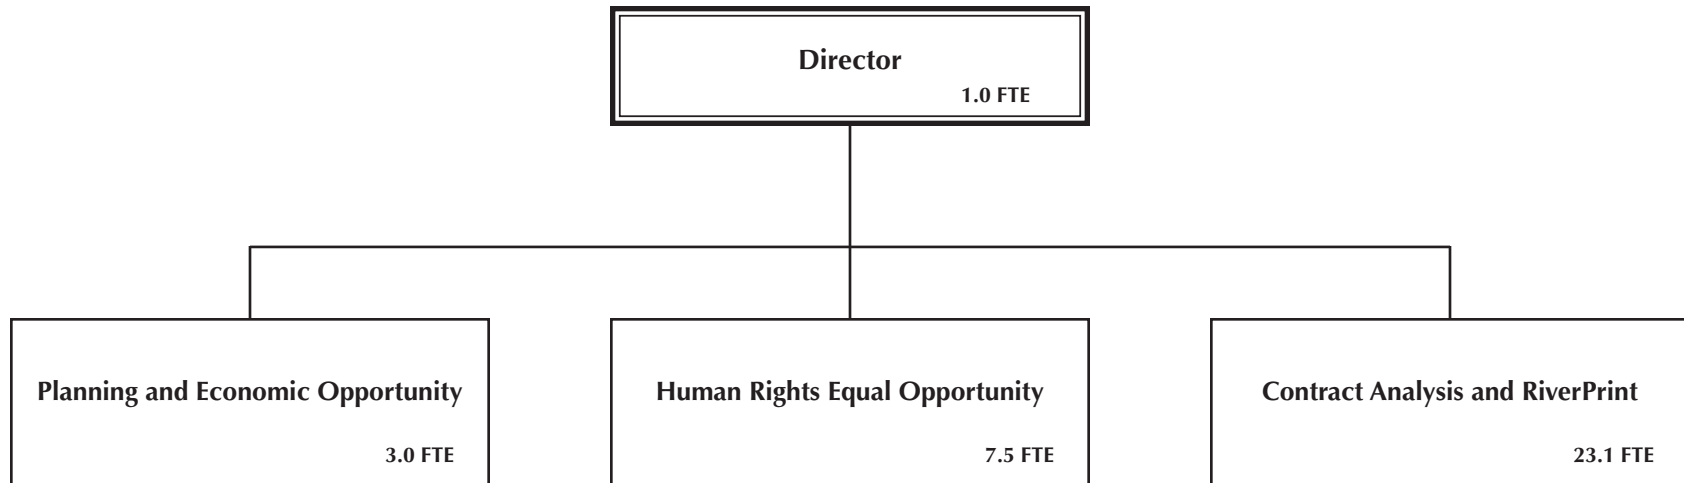 Director
1.0 FTE
Planning and Economic Opportunity
3.0 FTE
Human Rights Equal Opportunity
7.5 FTE
Contract Analysis and RiverPrint
23.1 FTE